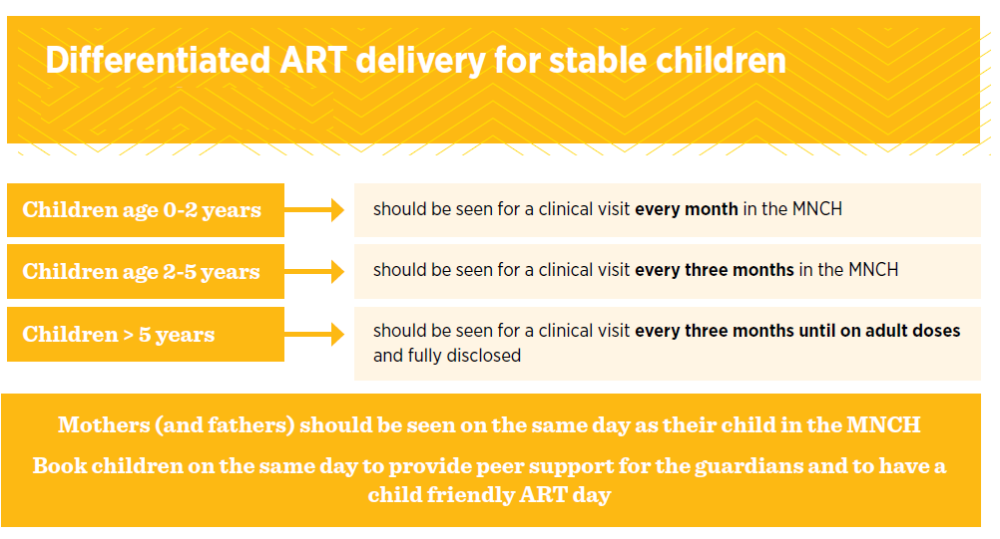 Differentiated ART delivery for stable children
Children age 0-2 years
should be seen for a clinical visit every month in the MNCH
Children age 2-5 years
should be seen for a clinical visit every three months in the MNCH
Children > 5 years
should be seen for a clinical visit every three months until on adult doses
and fully disclosed
Mothers (and fathers) should be seen on the same day as their child in the MNCH
Book children on the same day to provide peer support for the guardians and to have a
child friendly ART day